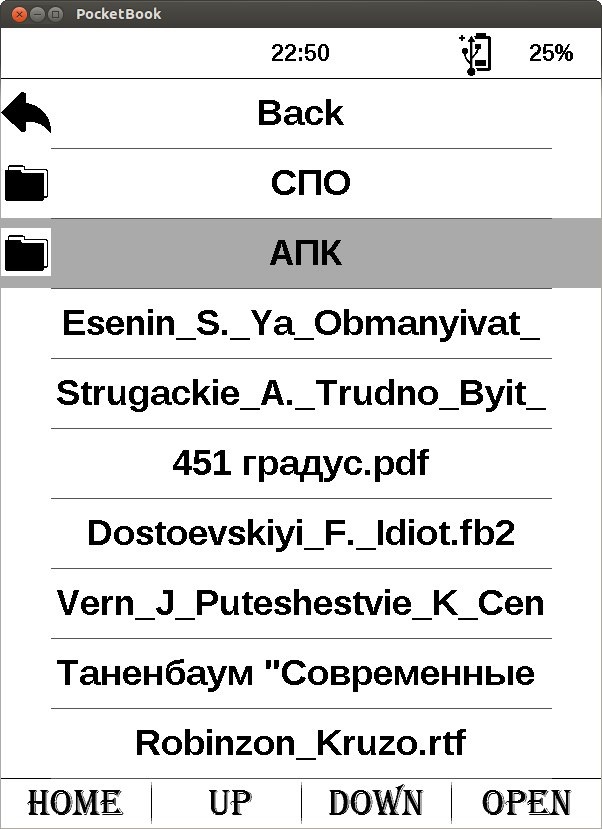 PocketBook
22:50 25%
Back
СПО
АПК
Esenin_S._Ya_Obmanyivat_
Strugackie_A._Trudno_Byit_
451 градус.pdf
Dostoevskiyi_F._Idiot.fb2
Vern_J_Puteshestvie_K_Cen
Таненбаум "Современные
Robinzon_Kruzo.rtf
HOME UP DOWN OPEN